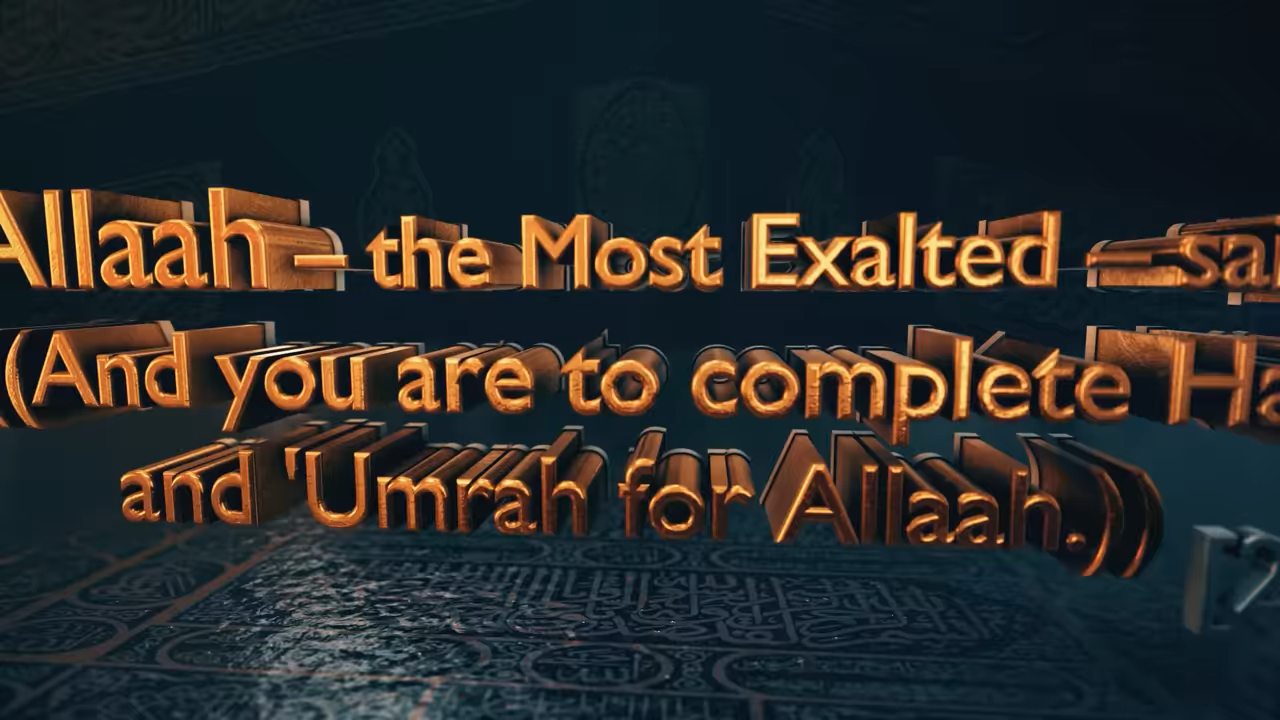 Allaah – the Most Exalted –
(And you are to complete
and 'Umrah for Allaah.)